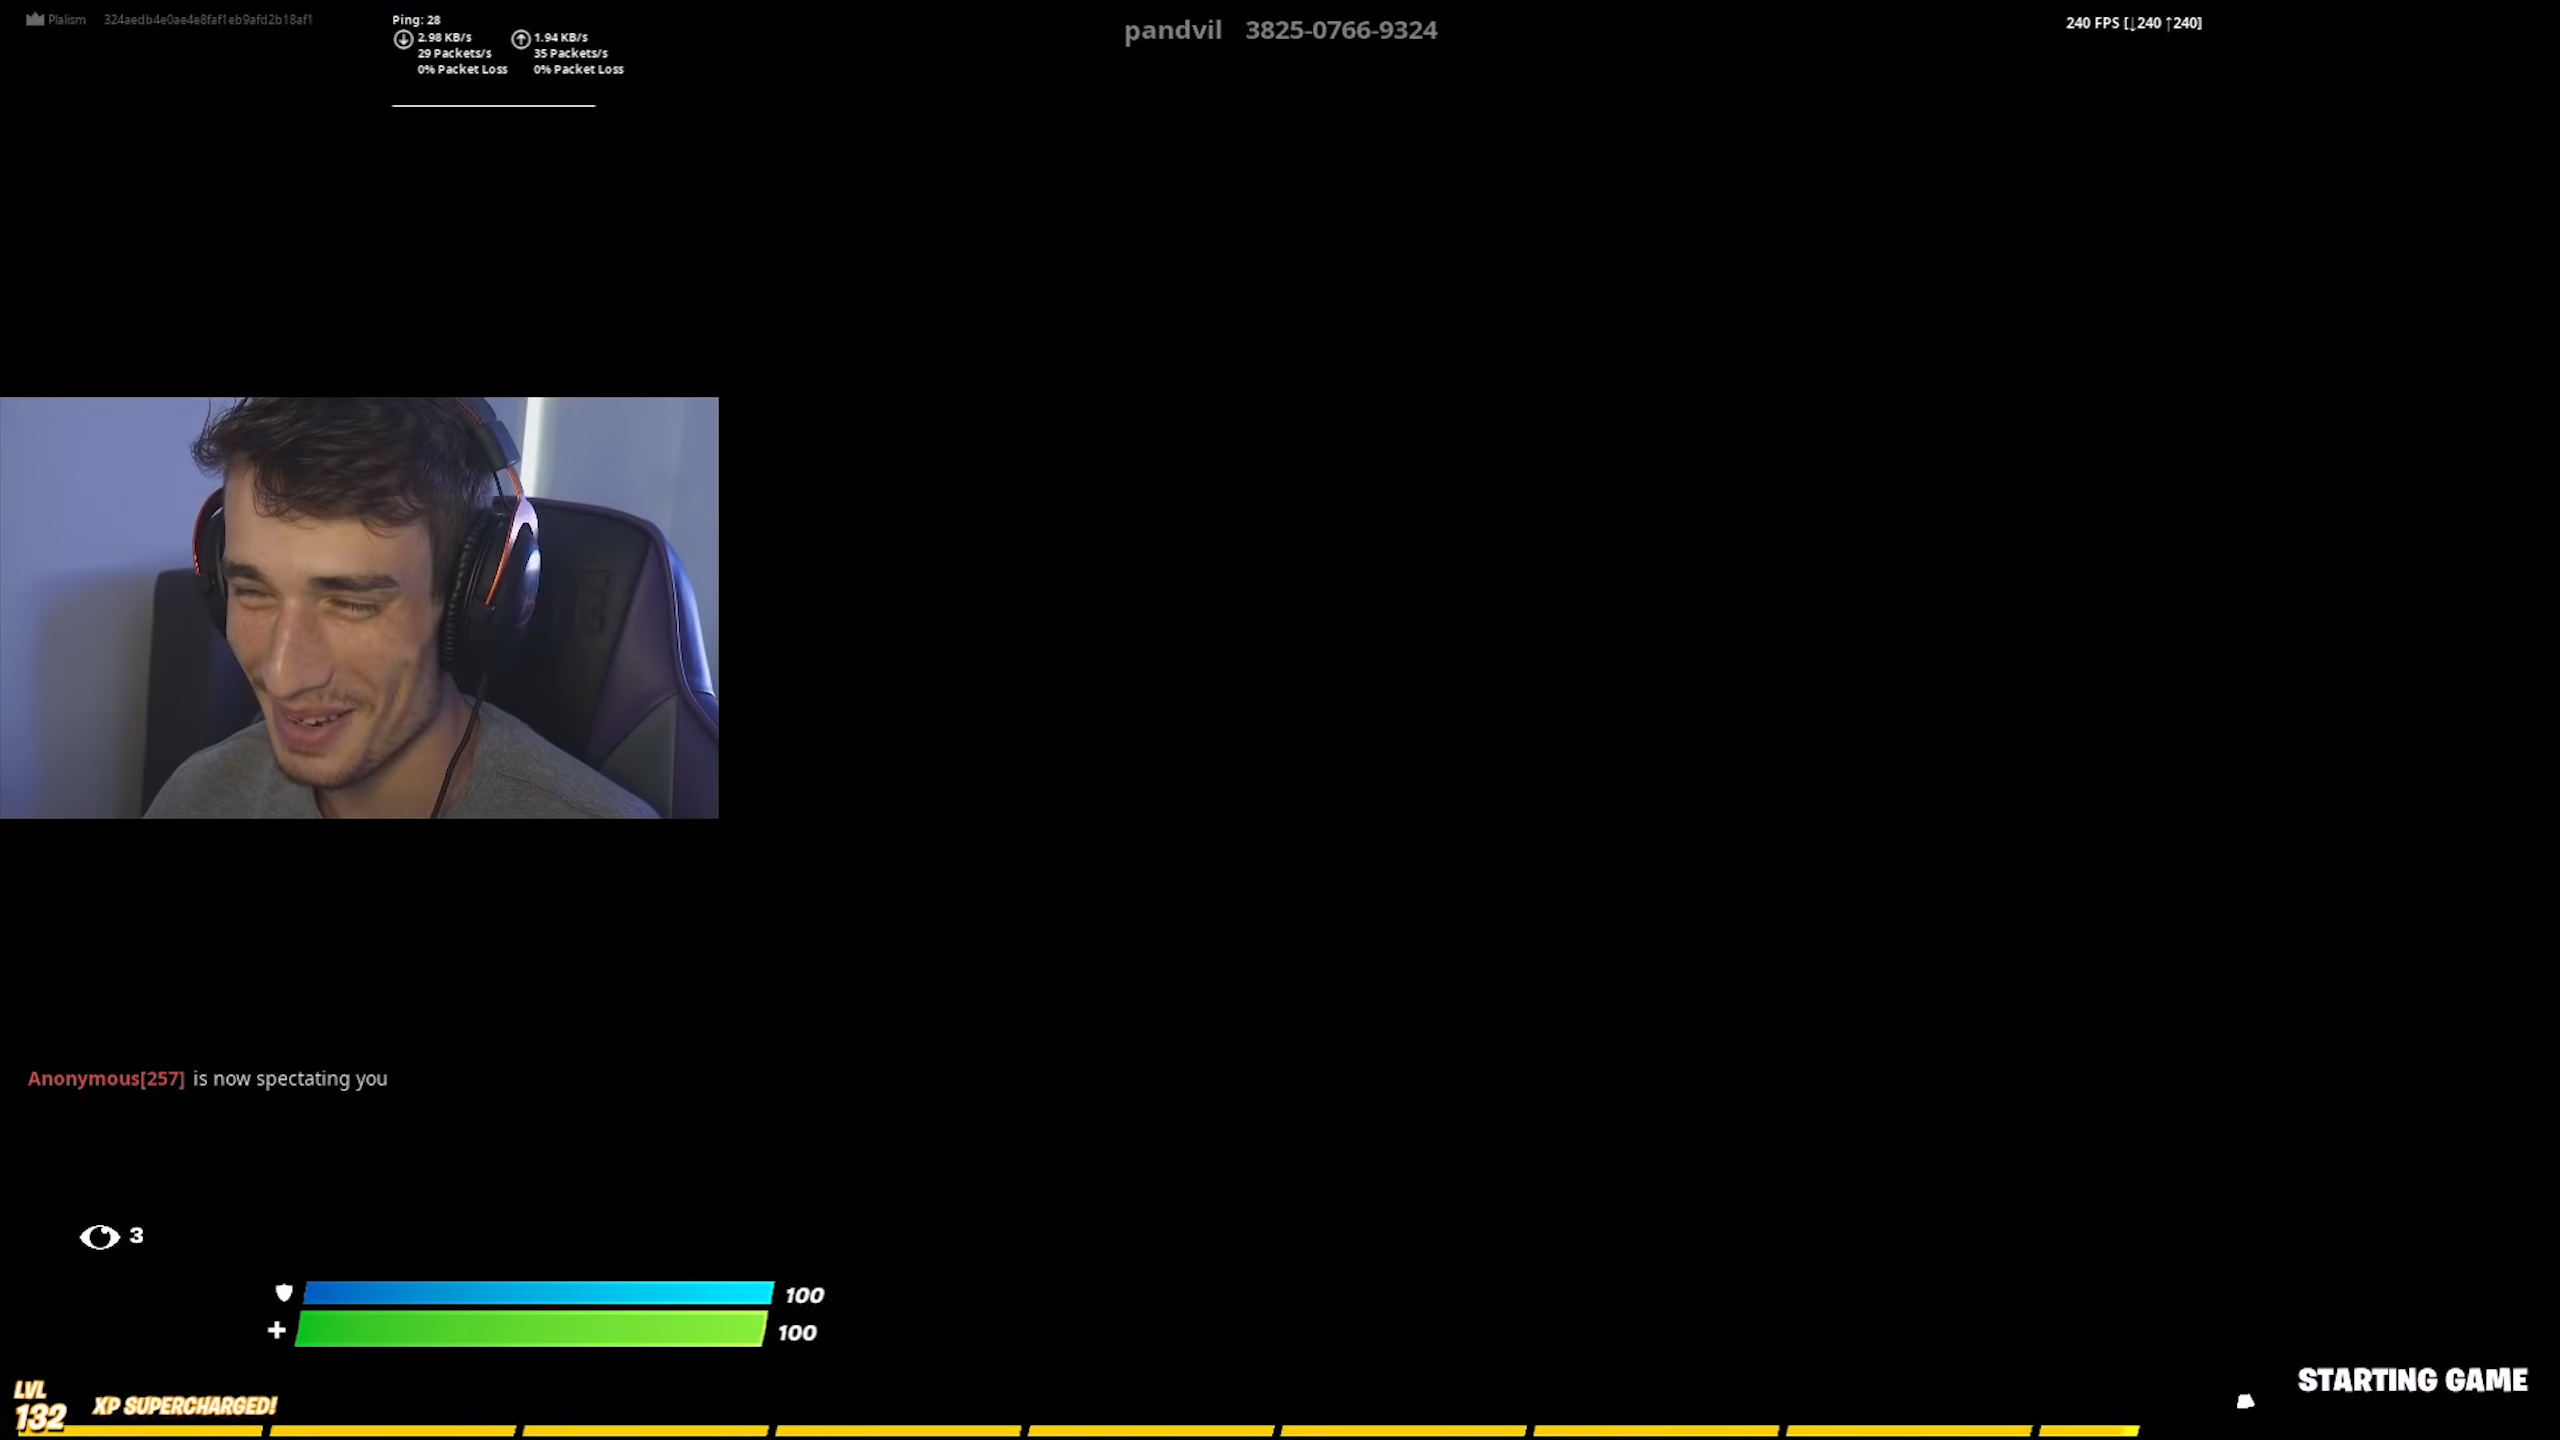 Plalism 324aedb4e0ae4e8faf1eb9afd2b18af1
Ping: 28
2.98 KB/s 1.94 KB/s
29 Packets/s 35 Packets/s
0% Packet Loss 0% Packet Loss
pandvil 3825-0766-9324
240 FPS [↓240 ↑240]
Anonymous[257] is now spectating you
3
100
100
LVL
132
XP SUPERCHARGED!
STARTING GAME